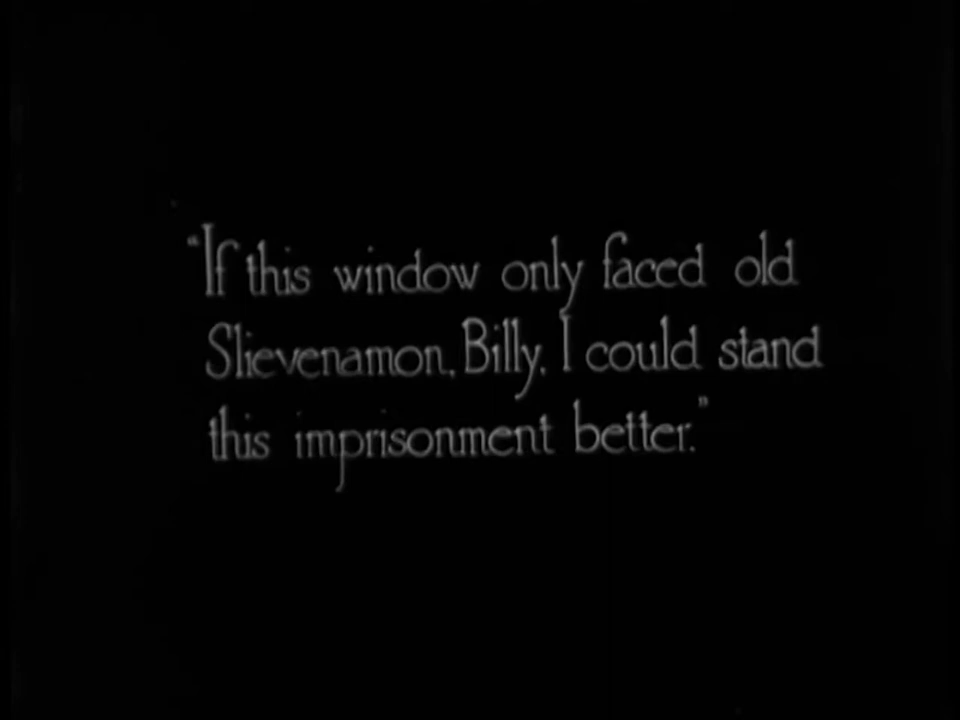 "If this window only faced old
Slievenamon, Billy, I could stand
this imprisonment better."